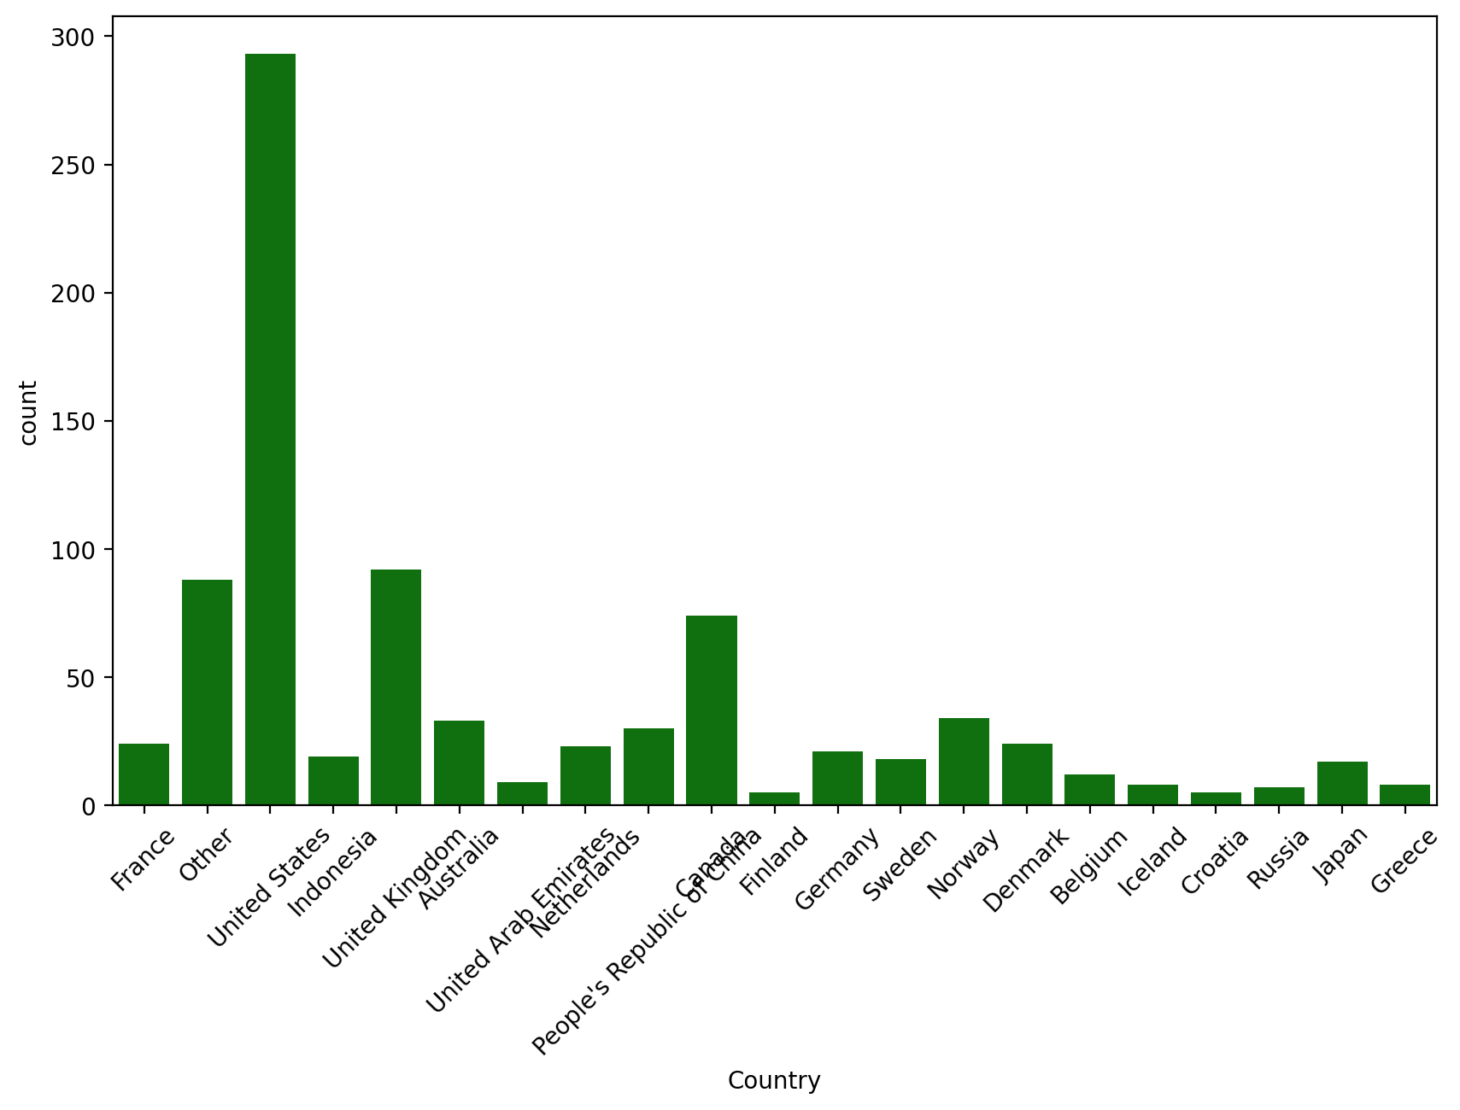 300
250
200
150
100
50
0
count
France
Other
United States
Indonesia
United Kingdom
Australia
United Arab Emirates
Netherlands
People's Republic of China
Canada
Finland
Germany
Sweden
Norway
Denmark
Belgium
Iceland
Croatia
Russia
Japan
Greece
Country